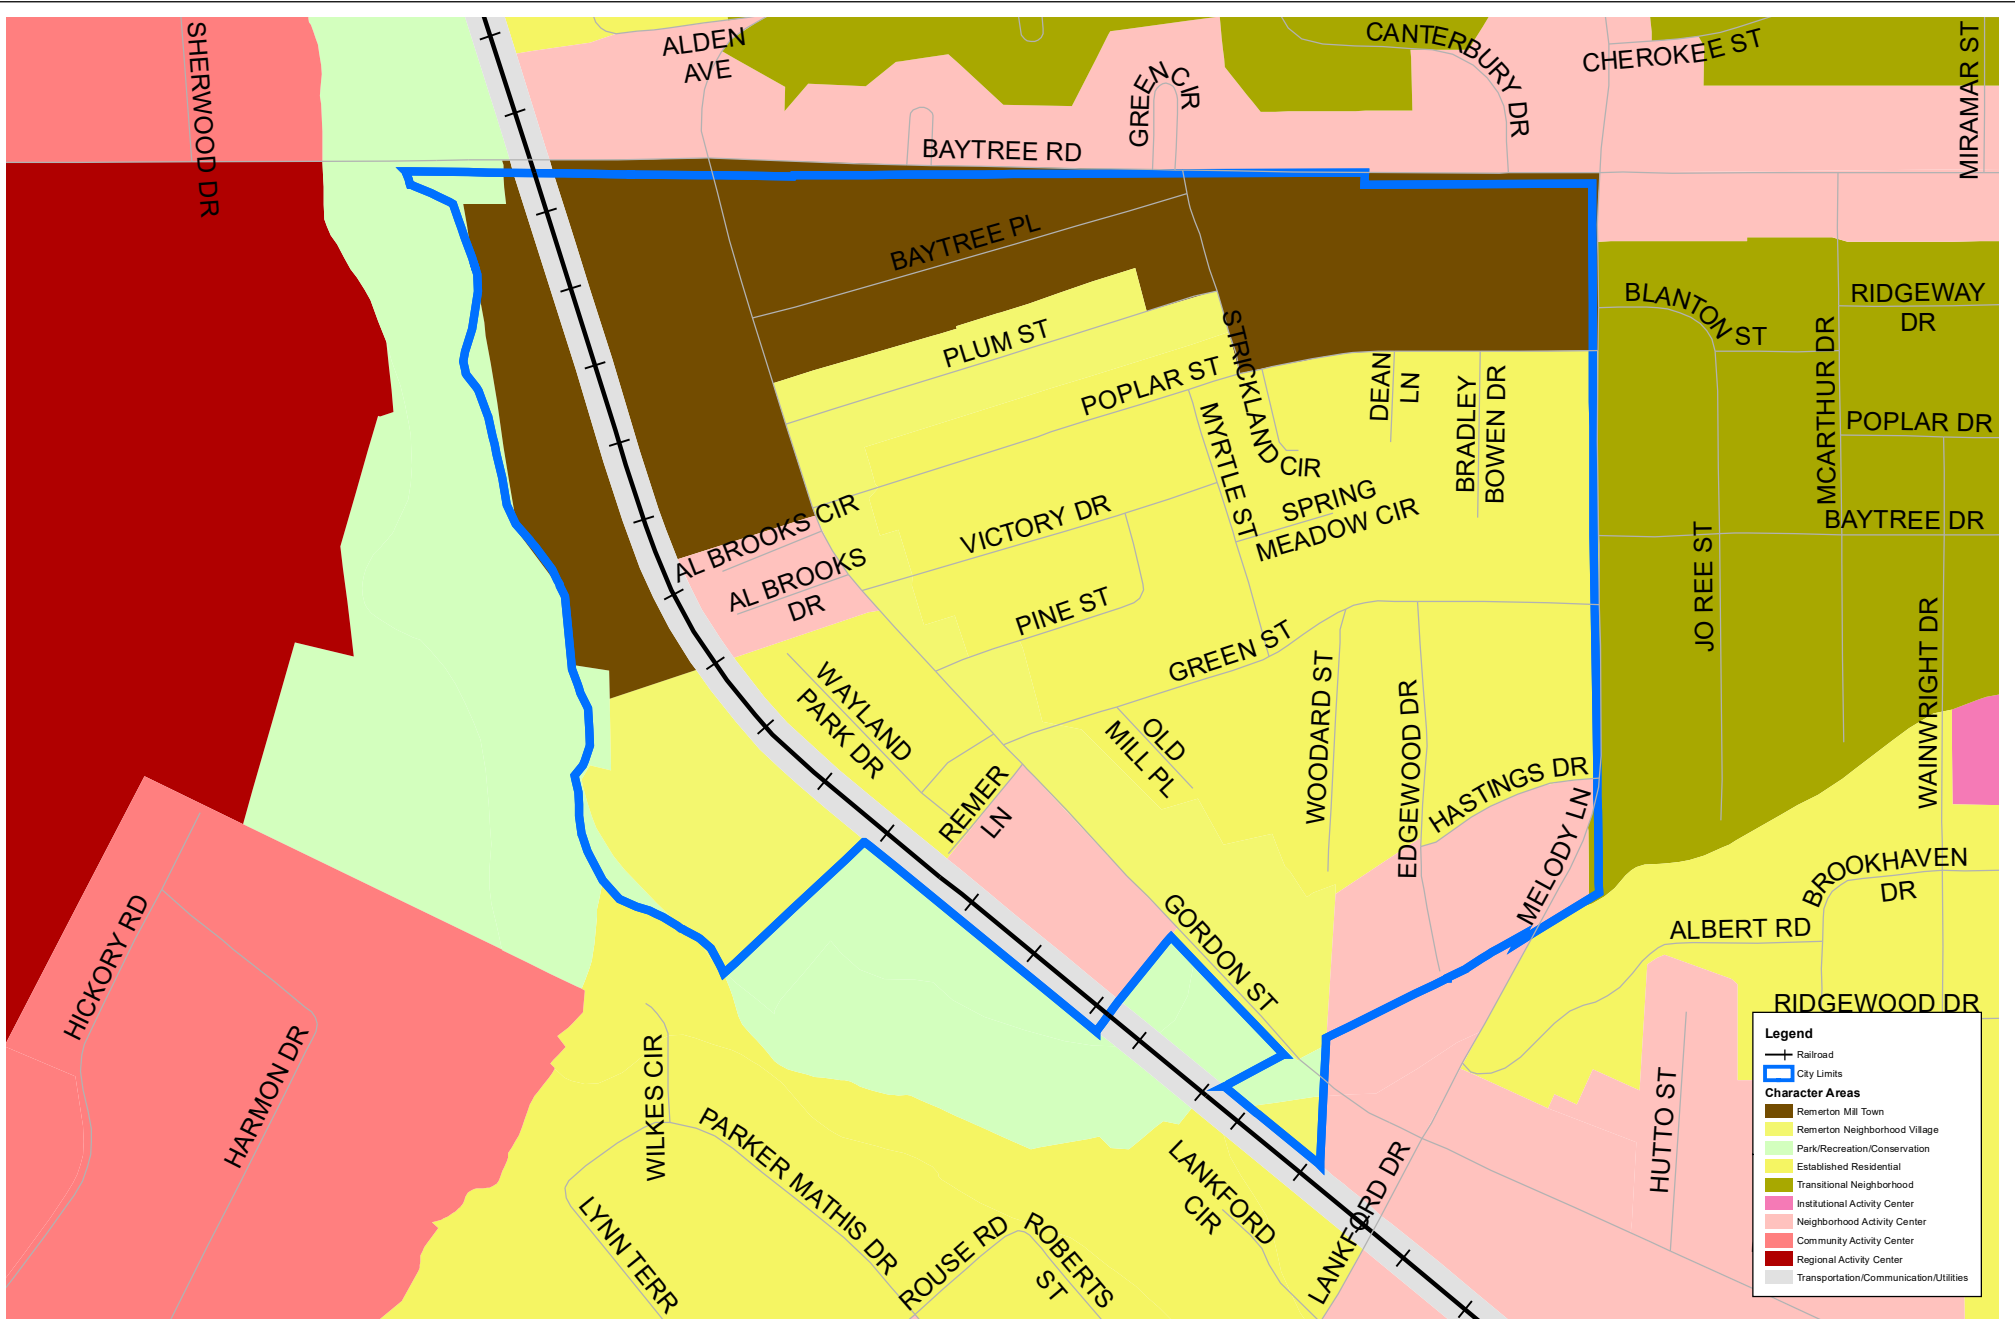 SHERWOOD DR
ALDEN
AVE
GREEN CIR
CANTERBURY DR
CHEROKEE ST
MIRAMAR ST
BAYTREE RD
BAYTREE PL
PLUM ST
STRICKLAND
CIR
POPLAR ST
DEAN
LN
BRADLEY
BOWEN DR
BLANTON ST
MCARTHUR DR
RIDGEWAY
DR
POPLAR DR
BAYTREE DR
JO REE ST
WAINWRIGHT DR
MYRTLE ST
SPRING
MEADOW CIR
VICTORY DR
AL BROOKS CIR
AL BROOKS
DR
PINE ST
GREEN ST
WAYLAND
PARK DR
OLD
MILL PL
REMER
LN
WOODARD ST
EDGEWOOD DR
HASTINGS DR
MELODY LN
GORDON ST
BROOKHAVEN
DR
ALBERT RD
RIDGEWOOD DR
HICKORY RD
HARMON DR
WILKES CIR
PARKER MATHIS DR
LYNN TERR
ROUSE RD
ROBERTS
ST
LANKFORD
CIR
LANKFORD DR
HUTTO ST
Legend
Railroad
City Limits
Character Areas
Remerton Mill Town
Remerton Neighborhood Village
Park/Recreation/Conservation
Established Residential
Transitional Neighborhood
Institutional Activity Center
Neighborhood Activity Center
Community Activity Center
Regional Activity Center
Transportation/Communication/Utilities